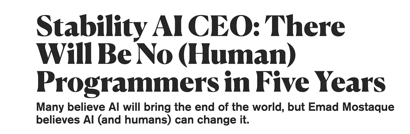 Stability AI CEO: There
Will Be No (Human)
Programmers in Five Years
Many believe AI will bring the end of the world, but Emad Mostaque
believes AI (and humans) can change it.